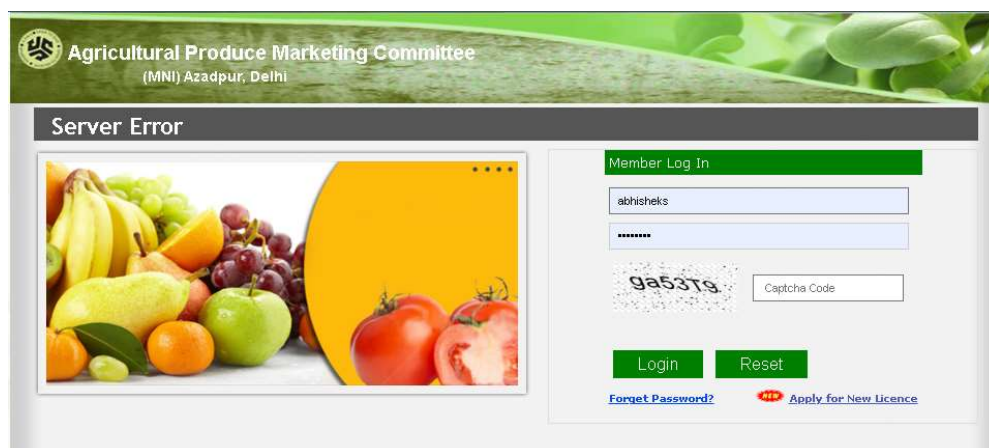 Agricultural Produce Marketing Committee
(MNI) Azadpur, Delhi
Server Error
Member Log In
abhisheks
••••••••
ga53T9
Captcha Code
Login Reset
Forget Password? NEW Apply for New Licence